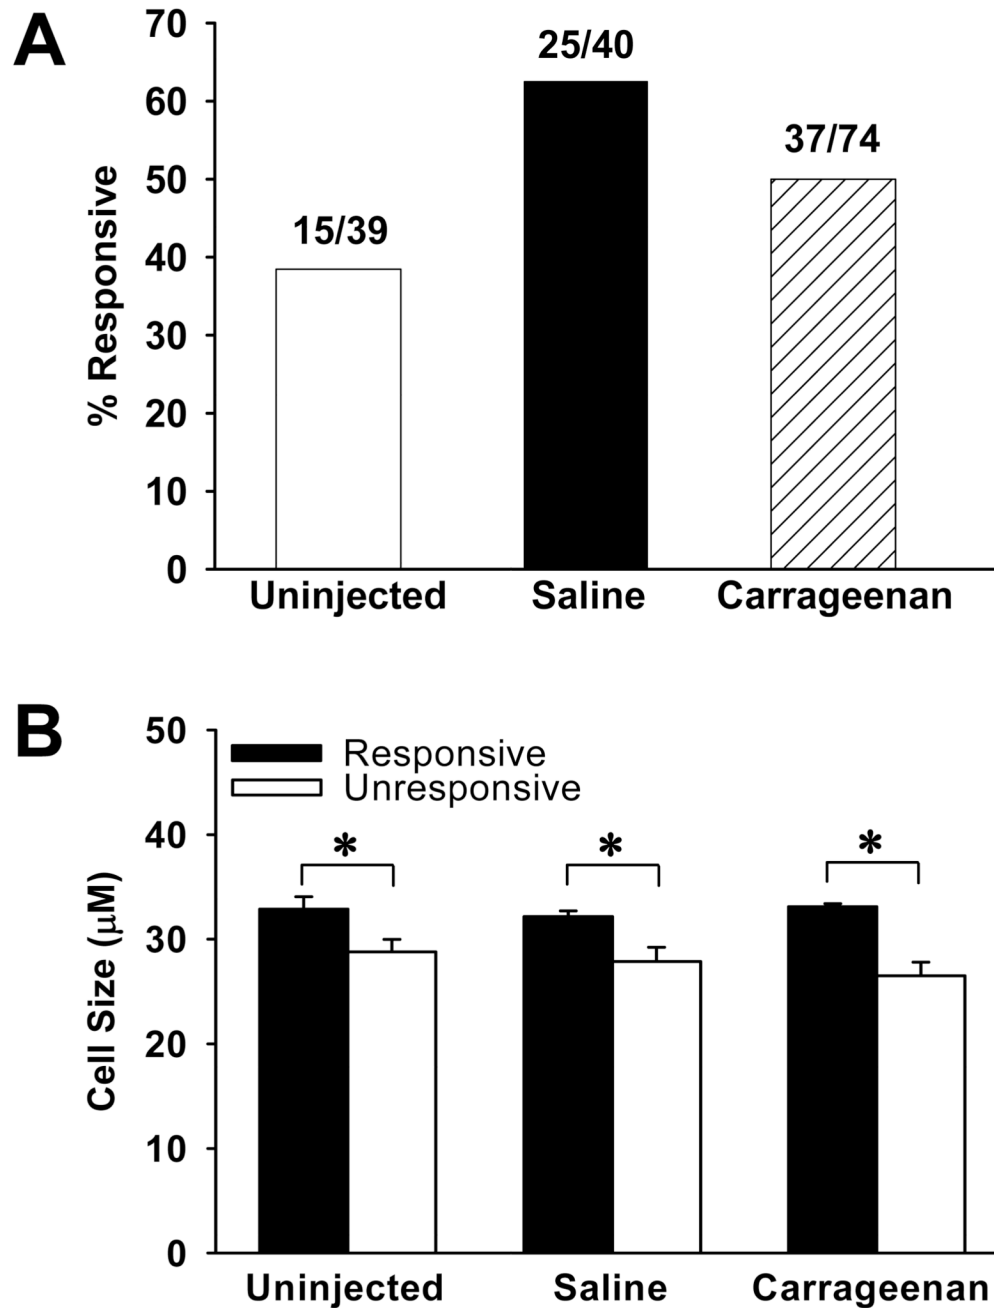 A
70
60
50
40
30
20
10
0
% Responsive
15/39
25/40
37/74
Uninjected
Saline
Carrageenan
B
50
40
30
20
10
0
Cell Size (μM)
Responsive
Unresponsive
*
*
*
Uninjected
Saline
Carrageenan